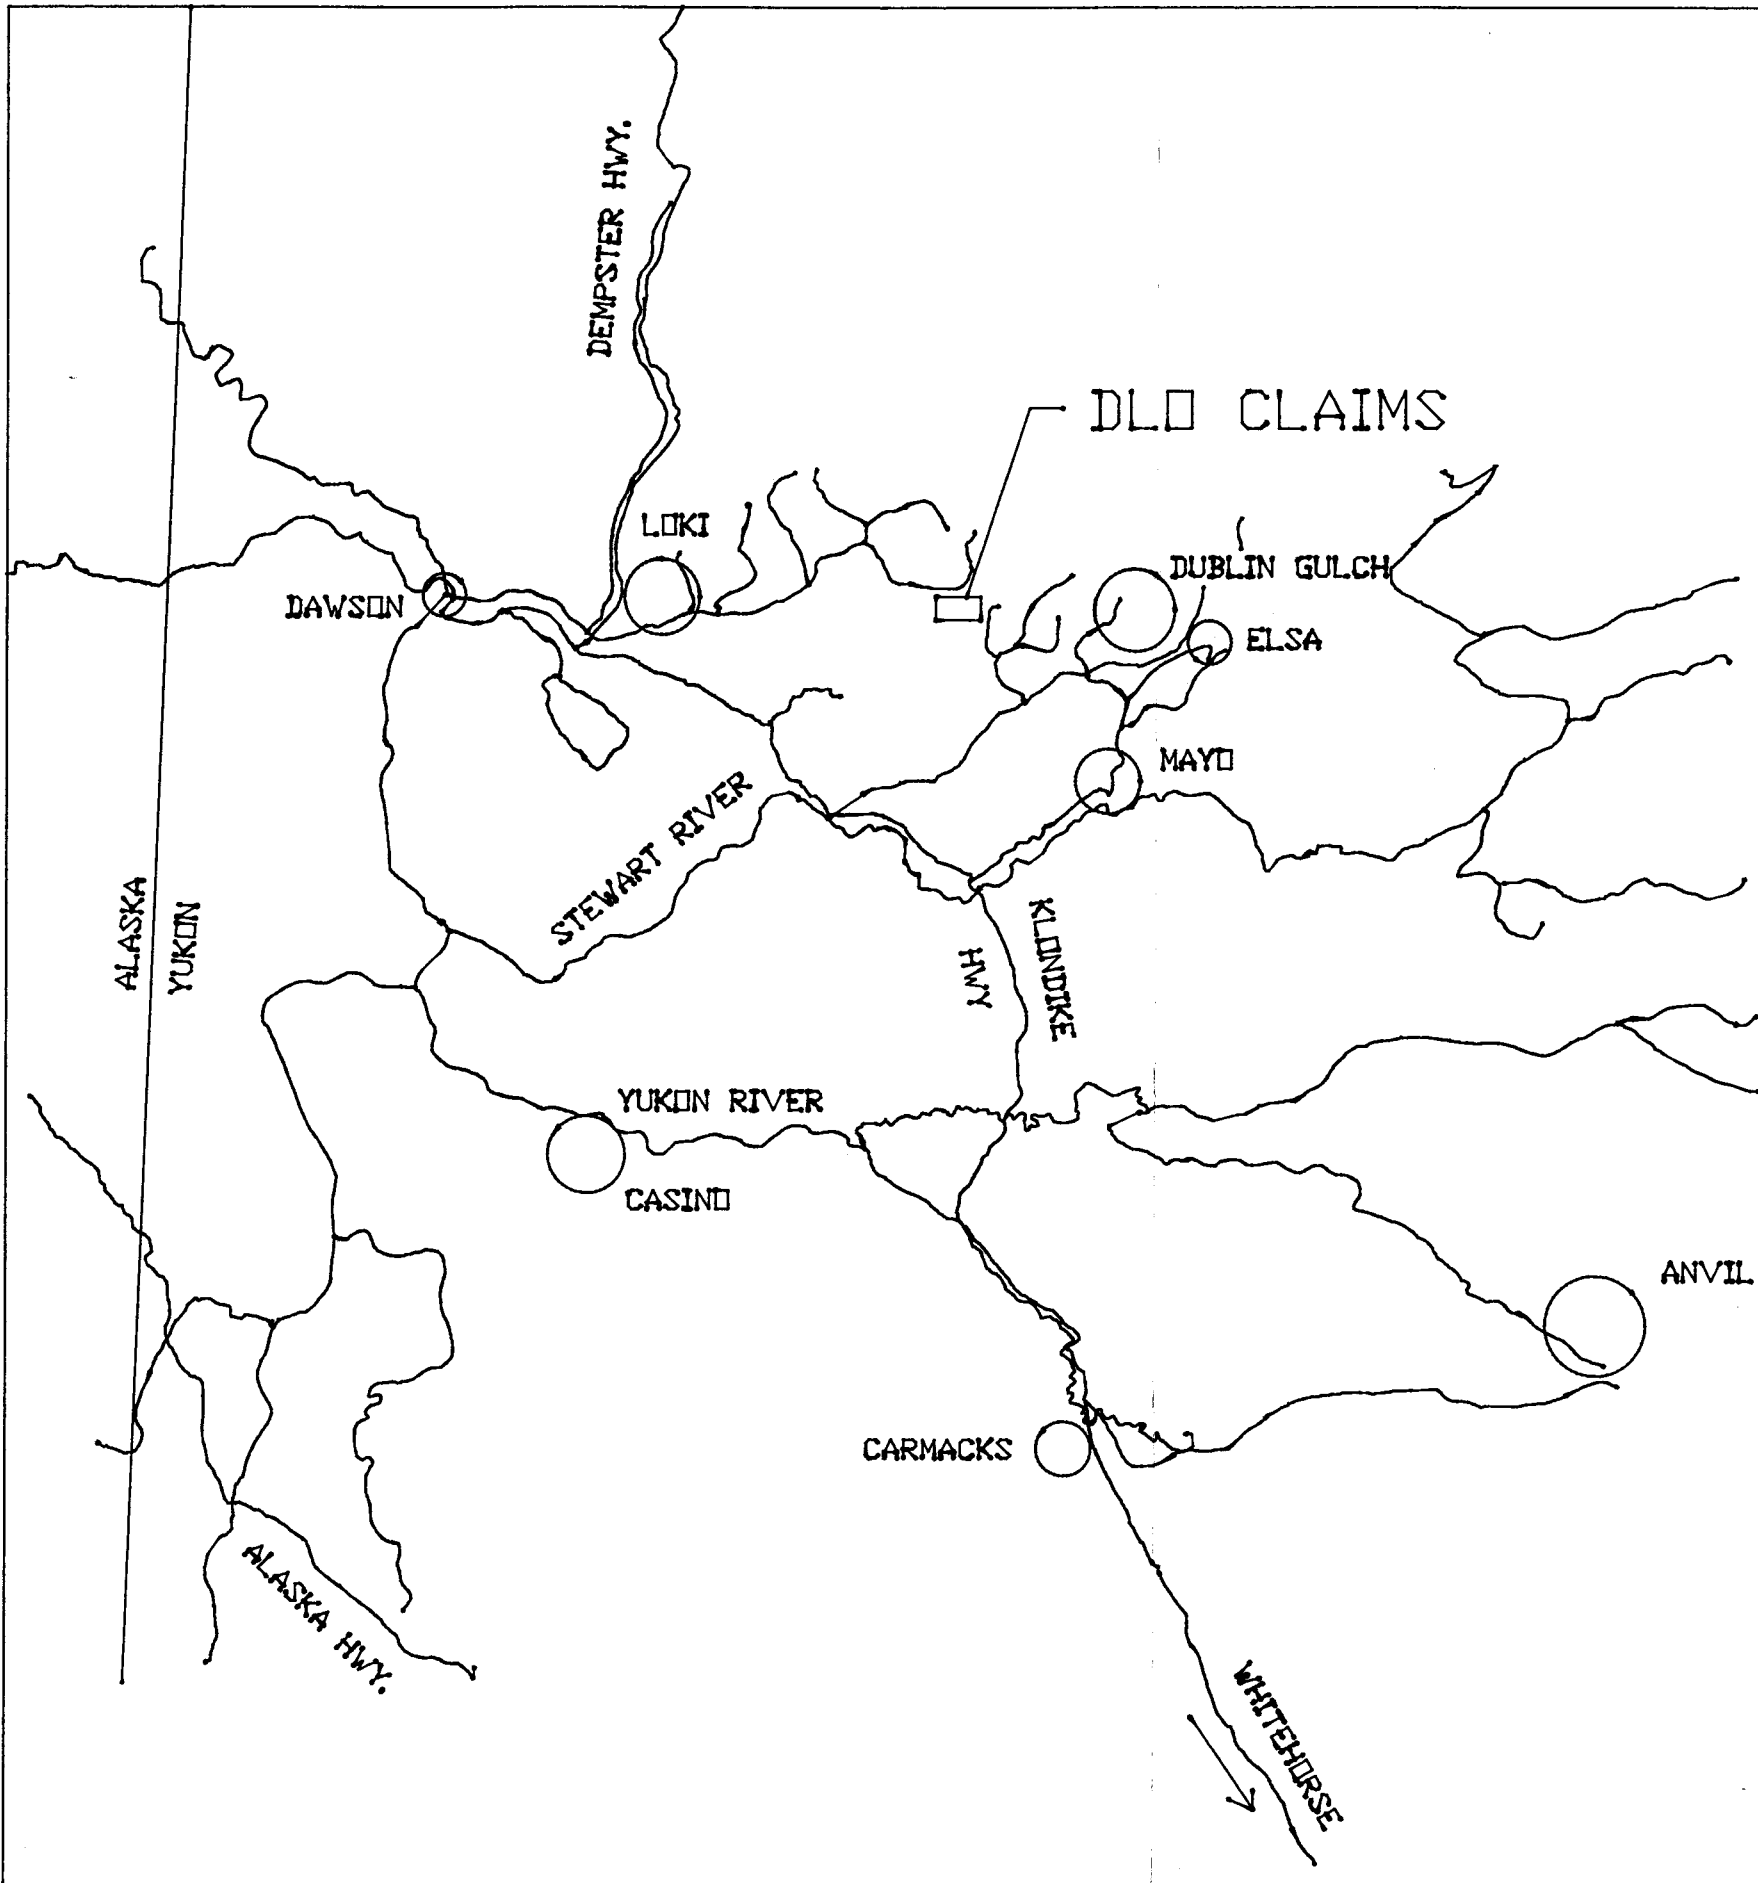 DEMPSTER HWY.
DLO CLAIMS
LOKI
DUBLIN GULCH
DAWSON
ELSA
MAYO
STEWART RIVER
ALASKA
YUKON
KLONDIKE
HWY
YUKON RIVER
CASINO
ANVIL
CARMACKS
ALASKA HWY.
WHITEHORSE